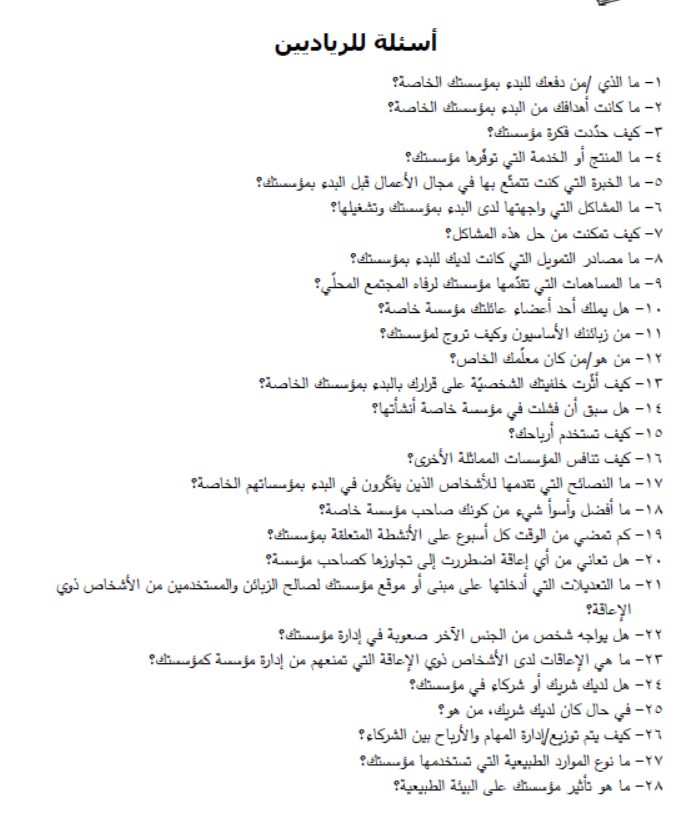 أسئلة للرياديين
١- ما الذي /من دفعك للبدء بمؤسستك الخاصة؟
٢- ما كانت أهدافك من البدء بمؤسستك الخاصة؟
٣- كيف حدّدت فكرة مؤسستك؟
٤- ما المنتج أو الخدمة التي توفّرها مؤسستك؟
٥- ما الخبرة التي كنت تتمتّع بها في مجال الأعمال قبل البدء بمؤسستك؟
٦- ما المشاكل التي واجهتها لدى البدء بمؤسستك وتشغيلها؟
٧- كيف تمكنت من حل هذه المشاكل؟
٨- ما مصادر التمويل التي كانت لديك للبدء بمؤسستك؟
٩- ما المساهمات التي تقدّمها مؤسستك لرفاه المجتمع المحلّي؟
١٠- هل يملك أحد أعضاء عائلتك مؤسسة خاصة؟
١١- من زبائنك الأساسيون وكيف تروج لمؤسستك؟
١٢- من هو/من كان معلّمك الخاص؟
١٣- كيف أثّرت خلفيتك الشخصيّة على قرارك بالبدء بمؤسستك الخاصة؟
١٤- هل سبق أن فشلت في مؤسسة خاصة أنشأتها؟
١٥- كيف تستخدم أرباحك؟
١٦- كيف تنافس المؤسسات المماثلة الأخرى؟
١٧- ما النصائح التي تقدمها للأشخاص الذين يفكّرون في البدء بمؤسساتهم الخاصة؟
١٨- ما أفضل وأسوأ شيء من كونك صاحب مؤسسة خاصة؟
١٩- كم تمضي من الوقت كل أسبوع على الأنشطة المتعلقة بمؤسستك؟
٢٠- هل تعاني من أي إعاقة اضطررت إلى تجاوزها كصاحب مؤسسة؟
٢١- ما التعديلات التي أدخلتها على مبنى أو موقع مؤسستك لصالح الزبائن والمستخدمين من الأشخاص ذوي
الإعاقة؟
٢٢- هل يواجه شخص من الجنس الآخر صعوبة في إدارة مؤسستك؟
٢٣- ما هي الإعاقات لدى الأشخاص ذوي الإعاقة التي تمنعهم من إدارة مؤسسة كمؤسستك؟
٢٤- هل لديك شريك أو شركاء في مؤسستك؟
٢٥- في حال كان لديك شريك، من هو؟
٢٦- كيف يتم توزيع/إدارة المهام والأرباح بين الشركاء؟
٢٧- ما نوع الموارد الطبيعية التي تستخدمها مؤسستك؟
٢٨- ما هو تأثير مؤسستك على البيئة الطبيعية؟